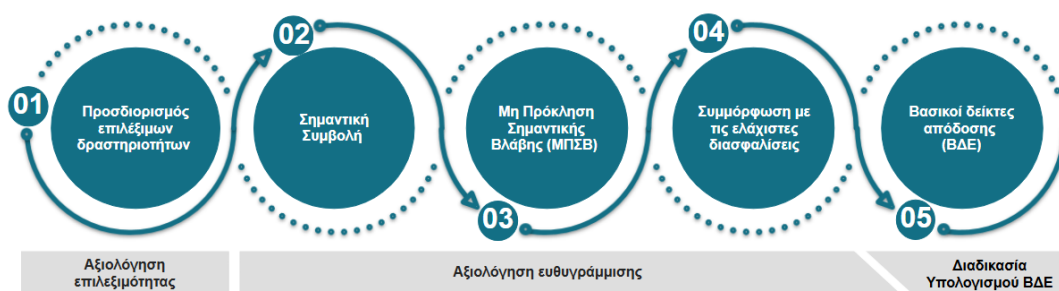 01
Προσδιορισμός
επιλέξιμων
δραστηριοτήτων
02
Σημαντική
Συμβολή
03
Μη Πρόκληση
Σημαντικής
Βλάβης (ΜΠΣΒ)
04
Συμμόρφωση με
τις ελάχιστες
διασφαλίσεις
05
Βασικοί δείκτες
απόδοσης
(ΒΔΕ)
Αξιολόγηση
επιλεξιμότητας
Αξιολόγηση ευθυγράμμισης
Διαδικασία
Υπολογισμού ΒΔΕ